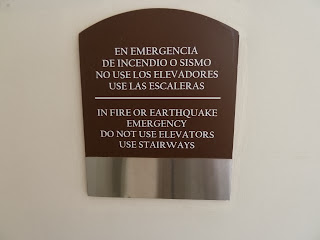 EN EMERGENCIA
DE INCENDIO O SISMO
NO USE LOS ELEVADORES
USE LAS ESCALERAS
IN FIRE OR EARTHQUAKE
EMERGENCY
DO NOT USE ELEVATORS
USE STAIRWAYS